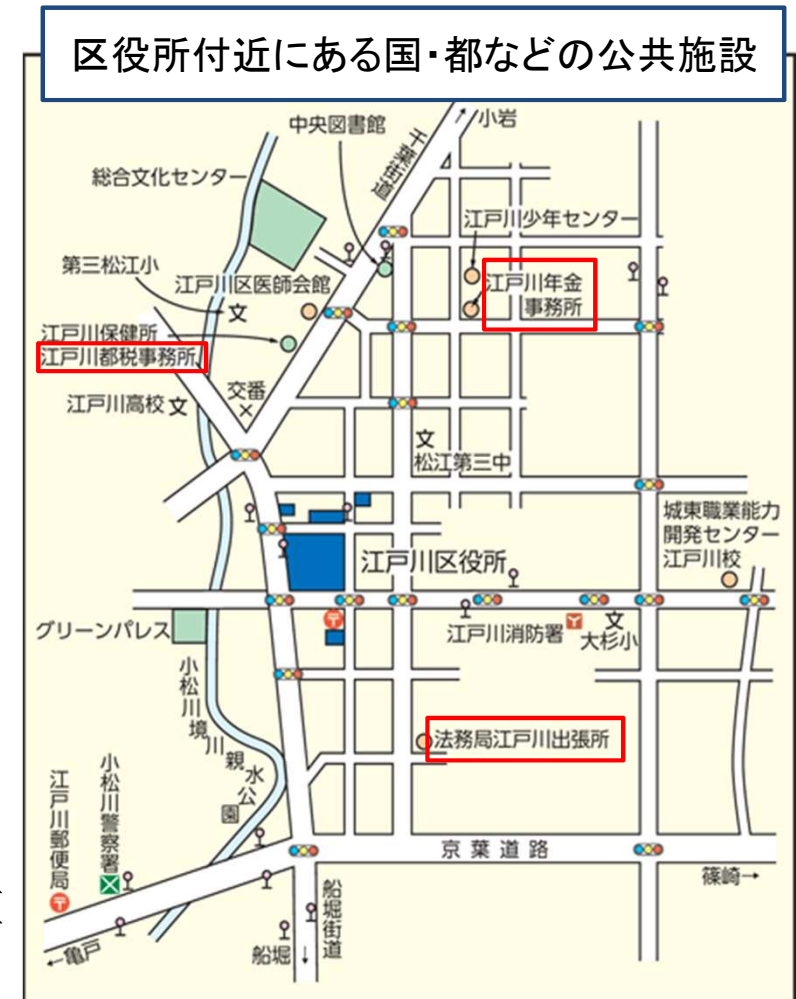 区役所付近にある国・都などの公共施設
小岩
中央図書館
千葉街道
総合文化センター
江戸川少年センター
第三松江小
江戸川区医師会館
江戸川年金
事務所
文
江戸川保健所
江戸川都税事務所
交番
江戸川高校 文
文
松江第三中
城東職業能力
開発センター
江戸川校
江戸川区役所
〒
グリーンパレス
江戸川消防署
文
大杉小
小松川境川親水公園
法務局江戸川出張所
小松川警察署
江戸川郵便局
〒
京葉道路
篠崎→
船堀街道
←亀戸
船堀
↓